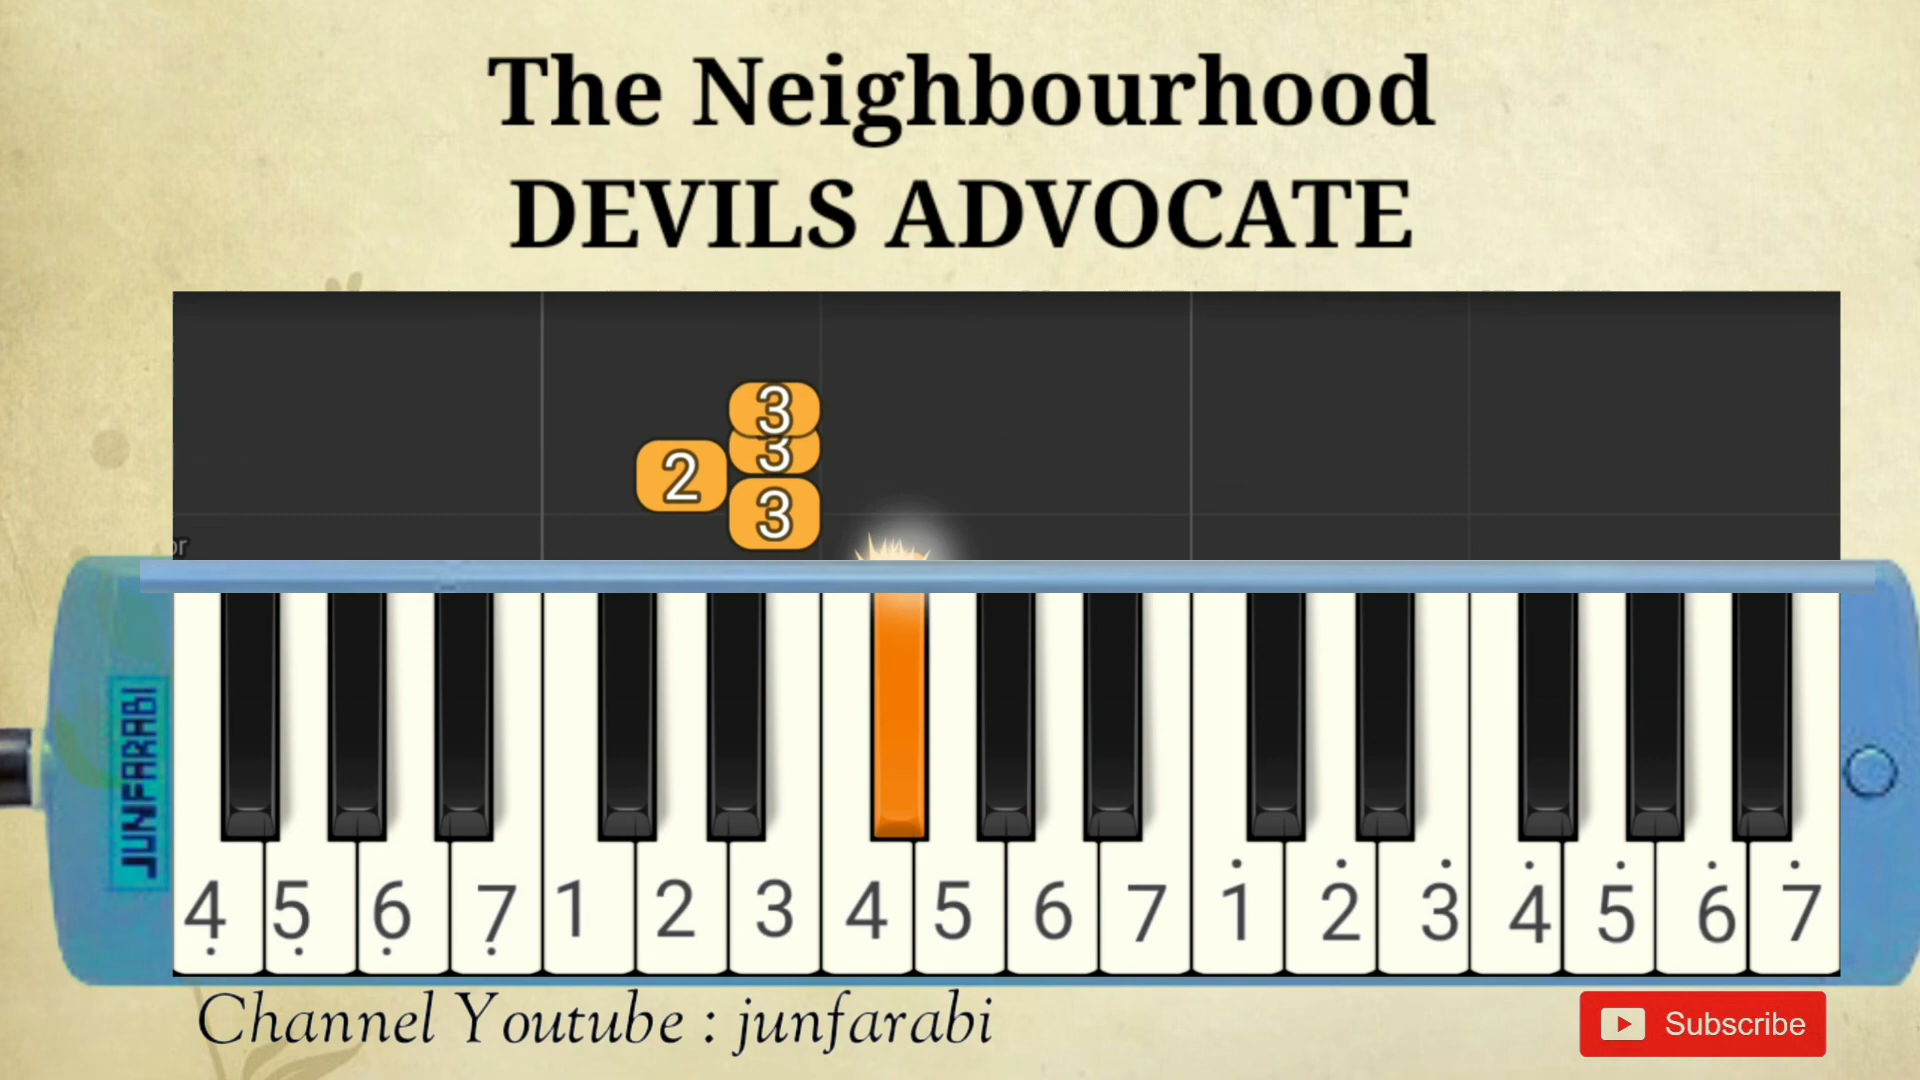 The Neighbourhood
DEVILS ADVOCATE
3
3
2
3
or
JUNFARABI
4̣ 5̣ 6̣ 7̣ 1 2 3 4 5 6 7 1̇ 2̇ 3̇ 4̇ 5̇ 6̇ 7̇
Channel Youtube : junfarabi
Subscribe